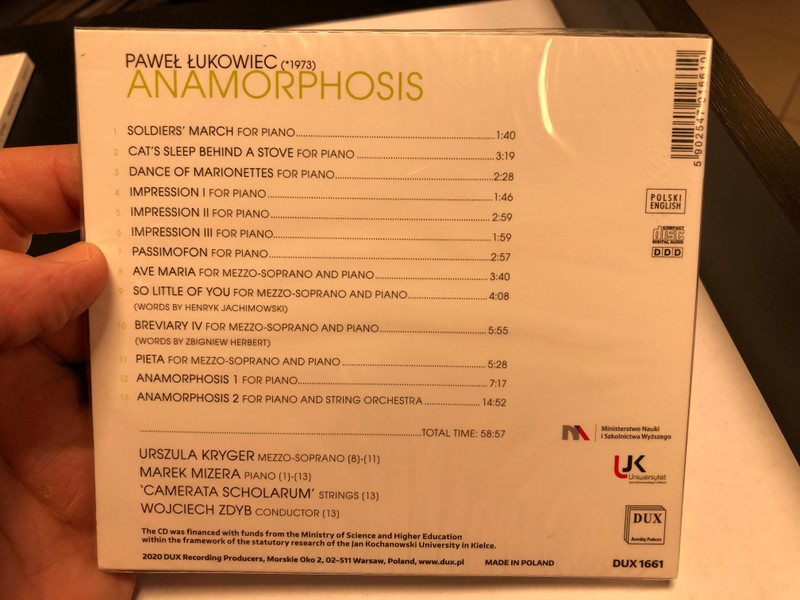 PAWEŁ ŁUKOWIEC (*1973)
ANAMORPHOSIS
1 SOLDIERS' MARCH FOR PIANO 1:40
2 CAT'S SLEEP BEHIND A STOVE FOR PIANO 3:19
3 DANCE OF MARIONETTES FOR PIANO 2:28
4 IMPRESSION I FOR PIANO 1:46
5 IMPRESSION II FOR PIANO 2:59
6 IMPRESSION III FOR PIANO 1:59
7 PASSIMOFON FOR PIANO 2:57
8 AVE MARIA FOR MEZZO-SOPRANO AND PIANO 3:40
9 SO LITTLE OF YOU FOR MEZZO-SOPRANO AND PIANO 4:08
(WORDS BY HENRYK JACHIMOWSKI)
10 BREVIARY IV FOR MEZZO-SOPRANO AND PIANO 5:55
(WORDS BY ZBIGNIEW HERBERT)
11 PIETA FOR MEZZO-SOPRANO AND PIANO 5:28
12 ANAMORPHOSIS 1 FOR PIANO 7:17
13 ANAMORPHOSIS 2 FOR PIANO AND STRING ORCHESTRA 14:52
TOTAL TIME: 58:57
URSZULA KRYGER MEZZO-SOPRANO (8)-(11)
MAREK MIZERA PIANO (1)-(13)
'CAMERATA SCHOLARUM' STRINGS (13)
WOJCIECH ZDYB CONDUCTOR (13)
The CD was financed with funds from the Ministry of Science and Higher Education
within the framework of the statutory research of the Jan Kochanowski University in Kielce.
2020 DUX Recording Producers, Morskie Oko 2, 02-511 Warsaw, Poland, www.dux.pl MADE IN POLAND
5 902547 016610
POLSKI
ENGLISH
COMPACT
disc
DIGITAL AUDIO
DDD
Ministerstwo Nauki
i Szkolnictwa Wyższego
UJK
Uniwersytet
DUX
Recording Producers
DUX 1661